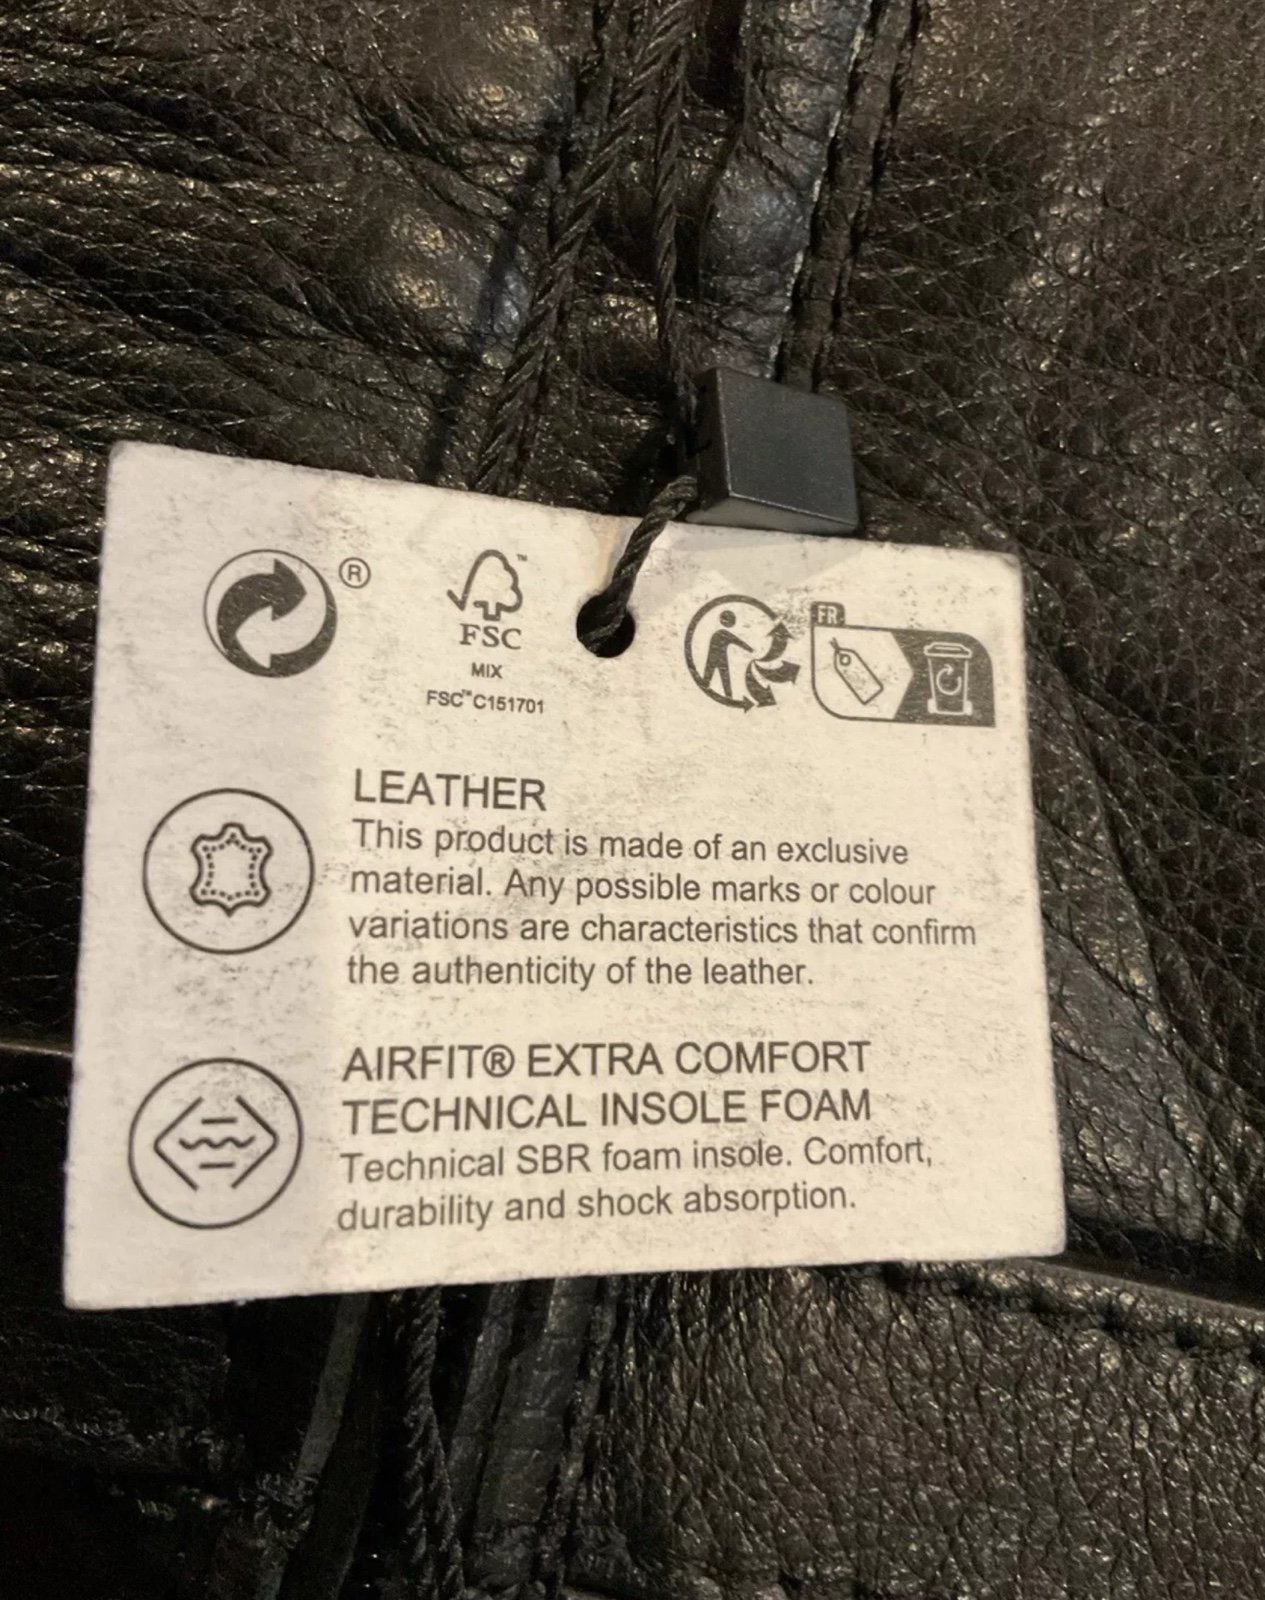 ®
FSC™
MIX
FSC™ C151701
FR
LEATHER
This product is made of an exclusive
material. Any possible marks or colour
variations are characteristics that confirm
the authenticity of the leather.
AIRFIT® EXTRA COMFORT
TECHNICAL INSOLE FOAM
Technical SBR foam insole. Comfort,
durability and shock absorption.